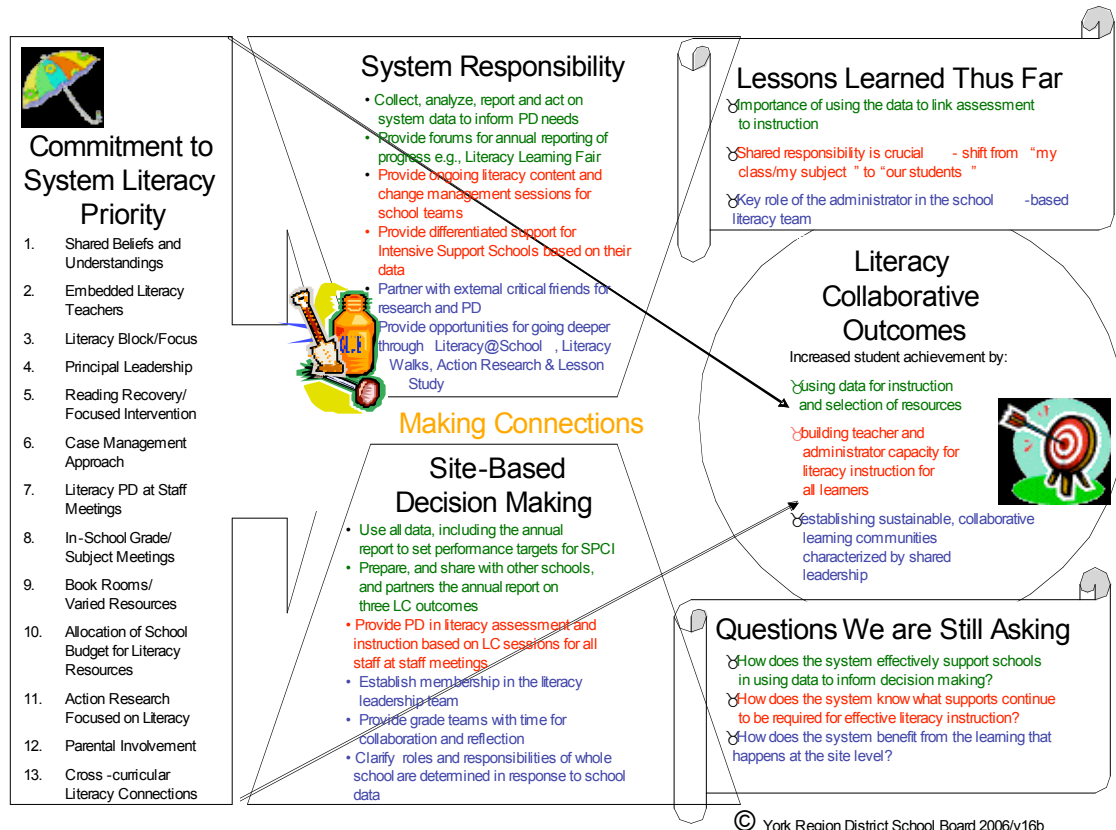 Commitment to
System Literacy
Priority
1. Shared Beliefs and
Understandings
2. Embedded Literacy
Teachers
3. Literacy Block/Focus
4. Principal Leadership
5. Reading Recovery/
Focused Intervention
6. Case Management
Approach
7. Literacy PD at Staff
Meetings
8. In-School Grade/
Subject Meetings
9. Book Rooms/
Varied Resources
10. Allocation of School
Budget for Literacy
Resources
11. Action Research
Focused on Literacy
12. Parental Involvement
13. Cross -curricular
Literacy Connections
System Responsibility
• Collect, analyze, report and act on
system data to inform PD needs
• Provide forums for annual reporting of
progress e.g., Literacy Learning Fair
• Provide ongoing literacy content and
change management sessions for
school teams
• Provide differentiated support for
Intensive Support Schools based on their
data
• Partner with external critical friends for
research and PD
Provide opportunities for going deeper
through Literacy@School , Literacy
Walks, Action Research & Lesson
Study
GL.E
Making Connections
Site-Based
Decision Making
• Use all data, including the annual
report to set performance targets for SPCI
• Prepare, and share with other schools,
and partners the annual report on
three LC outcomes
• Provide PD in literacy assessment and
instruction based on LC sessions for all
staff at staff meetings
• Establish membership in the literacy
leadership team
• Provide grade teams with time for
collaboration and reflection
• Clarify roles and responsibilities of whole
school are determined in response to school
data
Lessons Learned Thus Far
Importance of using the data to link assessment
to instruction
Shared responsibility is crucial - shift from “my
class/my subject ” to “our students ”
Key role of the administrator in the school -based
literacy team
Literacy
Collaborative
Outcomes
Increased student achievement by:
using data for instruction
and selection of resources
building teacher and
administrator capacity for
literacy instruction for
all learners
establishing sustainable, collaborative
learning communities
characterized by shared
leadership
Questions We are Still Asking
How does the system effectively support schools
in using data to inform decision making?
How does the system know what supports continue
to be required for effective literacy instruction?
How does the system benefit from the learning that
happens at the site level?
© York Region District School Board 2006/v16b